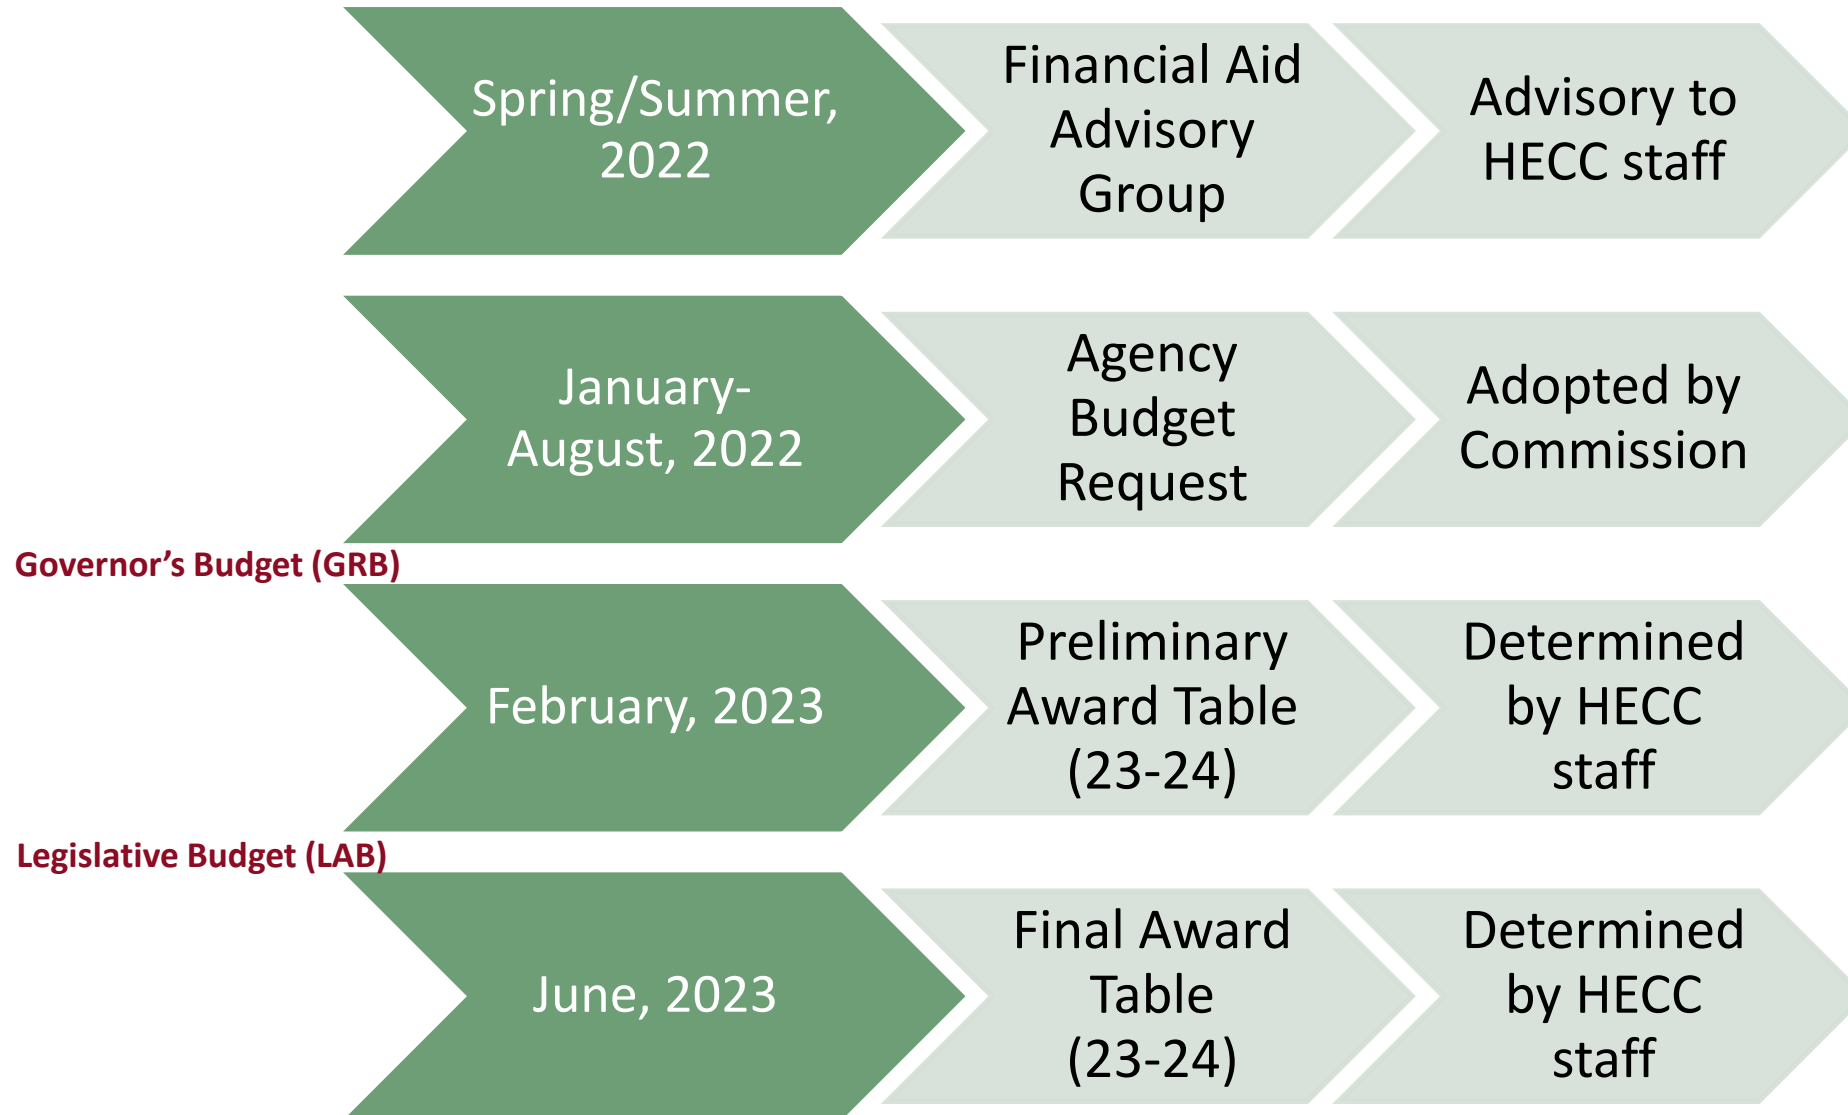 Spring/Summer,
2022
Financial Aid
Advisory
Group
Advisory to
HECC staff
January-
August, 2022
Agency
Budget
Request
Adopted by
Commission
Governor’s Budget (GRB)
February, 2023
Preliminary
Award Table
(23-24)
Determined
by HECC
staff
Legislative Budget (LAB)
June, 2023
Final Award
Table
(23-24)
Determined
by HECC
staff